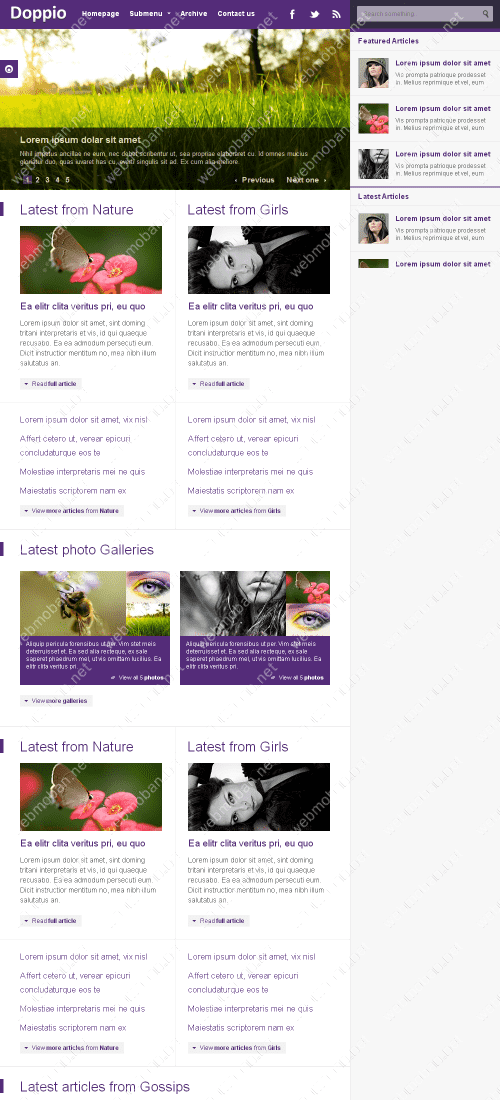 Doppio
Homepage Submenu Archive Contact us
Search something
Lorem ipsum dolor sit amet
Nihil impetus ancillae ne eum, nec debet scribentur ut, sea propriae elaboraret cu. Id omnes mucius
1 2 3 4 5
‹ Previous Next one ›
Featured Articles
Lorem ipsum dolor sit amet
Vis prompta patrioque prodesset
in. Melius reprimique et vel, eum
Lorem ipsum dolor sit amet
Vis prompta patrioque prodesset
in. Melius reprimique et vel, eum
Lorem ipsum dolor sit amet
Vis prompta patrioque prodesset
in. Melius reprimique et vel, eum
Latest Articles
Lorem ipsum dolor sit amet
Vis prompta patrioque prodesset
in. Melius reprimique et vel, eum
Lorem ipsum dolor sit amet
Latest from Nature
Ea elitr clita veritus pri, eu quo
Lorem ipsum dolor sit amet, sint doming
tritani interpretaris et vis, id qui quaeque
recusabo. Ea ea admodum persecuti eum.
Dicit instructior mentitum no, mea nibh illum
salutatus an.
Read full article
Latest from Girls
Ea elitr clita veritus pri, eu quo
Lorem ipsum dolor sit amet, sint doming
tritani interpretaris et vis, id qui quaeque
recusabo. Ea ea admodum persecuti eum.
Dicit instructior mentitum no, mea nibh illum
salutatus an.
Read full article
Lorem ipsum dolor sit amet, vix nisl
Affert cetero ut, verear epicuri
concludaturque eos te
Molestiae interpretaris mei ne quis
Maiestatis scriptorem nam ex
View more articles from Nature
Lorem ipsum dolor sit amet, vix nisl
Affert cetero ut, verear epicuri
concludaturque eos te
Molestiae interpretaris mei ne quis
Maiestatis scriptorem nam ex
View more articles from Girls
Latest photo Galleries
Aliquip pericula forensibus ut per. Vim stet meis
deterruisset et. Ea sed alia recteque, ex sale
saperet phaedrum mei, ut vis omittam lucilius. Ea
elitr clita veritus pri.
View all 5 photos
Aliquip pericula forensibus ut per. Vim stet meis
deterruisset et. Ea sed alia recteque, ex sale
saperet phaedrum mei, ut vis omittam lucilius. Ea
elitr clita veritus pri.
View all 5 photos
View more galleries
Latest from Nature
Ea elitr clita veritus pri, eu quo
Lorem ipsum dolor sit amet, sint doming
tritani interpretaris et vis, id qui quaeque
recusabo. Ea ea admodum persecuti eum.
Dicit instructior mentitum no, mea nibh illum
salutatus an.
Read full article
Latest from Girls
Ea elitr clita veritus pri, eu quo
Lorem ipsum dolor sit amet, sint doming
tritani interpretaris et vis, id qui quaeque
recusabo. Ea ea admodum persecuti eum.
Dicit instructior mentitum no, mea nibh illum
salutatus an.
Read full article
Lorem ipsum dolor sit amet, vix nisl
Affert cetero ut, verear epicuri
concludaturque eos te
Molestiae interpretaris mei ne quis
Maiestatis scriptorem nam ex
View more articles from Nature
Lorem ipsum dolor sit amet, vix nisl
Affert cetero ut, verear epicuri
concludaturque eos te
Molestiae interpretaris mei ne quis
Maiestatis scriptorem nam ex
View more articles from Girls
Latest articles from Gossips
webmoban.net